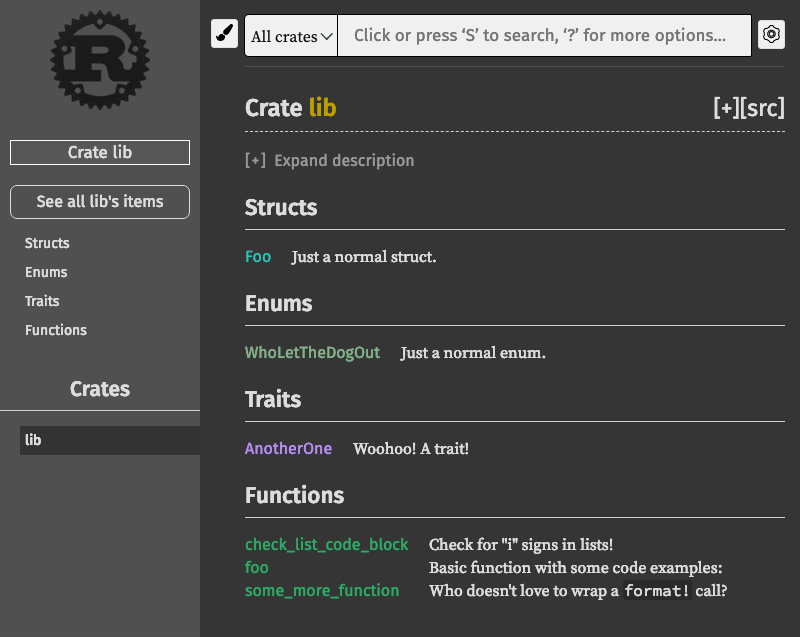 R
Crate lib
See all lib's items
Structs
Enums
Traits
Functions
Crates
lib
All crates
Click or press ‘S’ to search, ‘?’ for more options…
Crate lib [+][src]
[+] Expand description
Structs
Foo Just a normal struct.
Enums
WhoLetTheDogOut Just a normal enum.
Traits
AnotherOne Woohoo! A trait!
Functions
check_list_code_block Check for "i" signs in lists!
foo Basic function with some code examples:
some_more_function Who doesn't love to wrap a format! call?